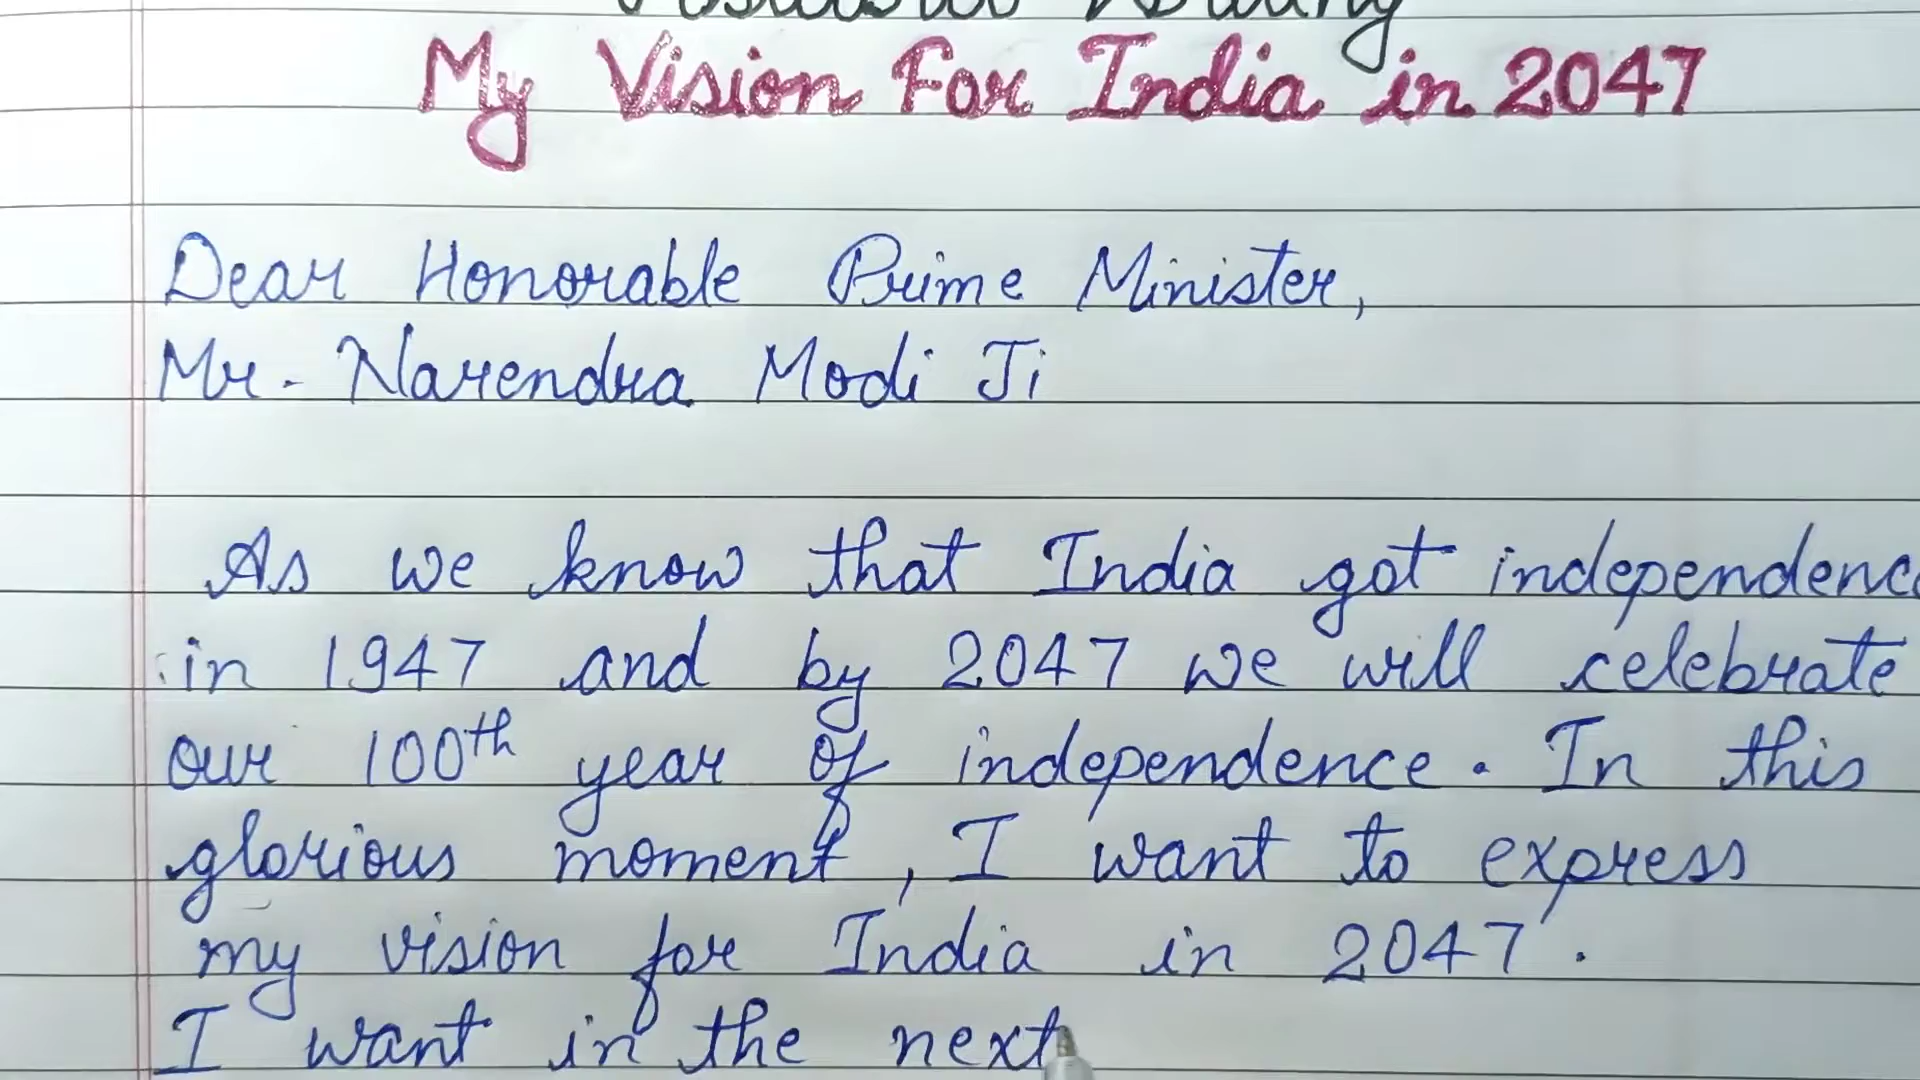 My Vision For India in 2047
Dear Honorable Prime Minister,
Mr. Narendra Modi Ji
As we know that India got independence
in 1947 and by 2047 we will celebrate
our 100th year of independence. In this
glorious moment, I want to express
my vision for India in 2047.
I want in the next